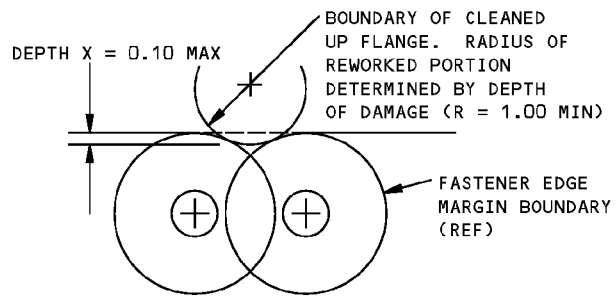 BOUNDARY OF CLEANED
UP FLANGE. RADIUS OF
REWORKED PORTION
DETERMINED BY DEPTH
OF DAMAGE (R = 1.00 MIN)
DEPTH X = 0.10 MAX
FASTENER EDGE
MARGIN BOUNDARY
(REF)